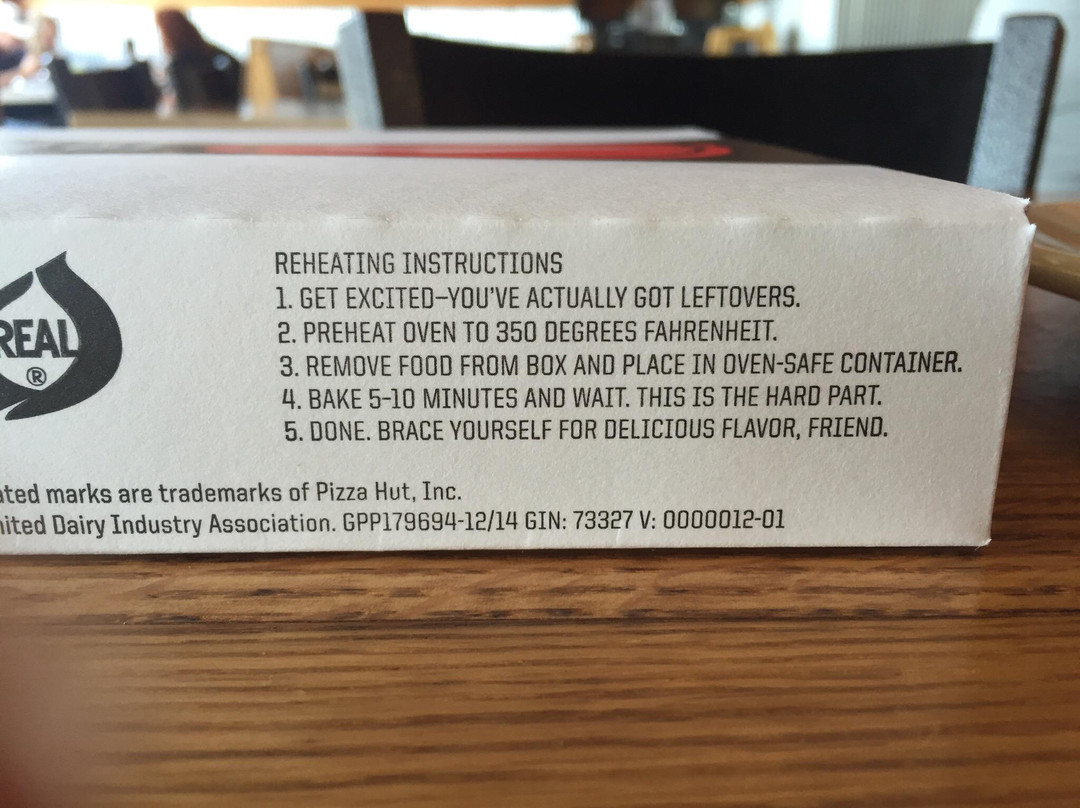 REAL
®
REHEATING INSTRUCTIONS
1. GET EXCITED–YOU'VE ACTUALLY GOT LEFTOVERS.
2. PREHEAT OVEN TO 350 DEGREES FAHRENHEIT.
3. REMOVE FOOD FROM BOX AND PLACE IN OVEN-SAFE CONTAINER.
4. BAKE 5-10 MINUTES AND WAIT. THIS IS THE HARD PART.
5. DONE. BRACE YOURSELF FOR DELICIOUS FLAVOR, FRIEND.
marks are trademarks of Pizza Hut, Inc.
Dairy Industry Association. GPP179694-12/14 GIN: 73327 V: 0000012-01